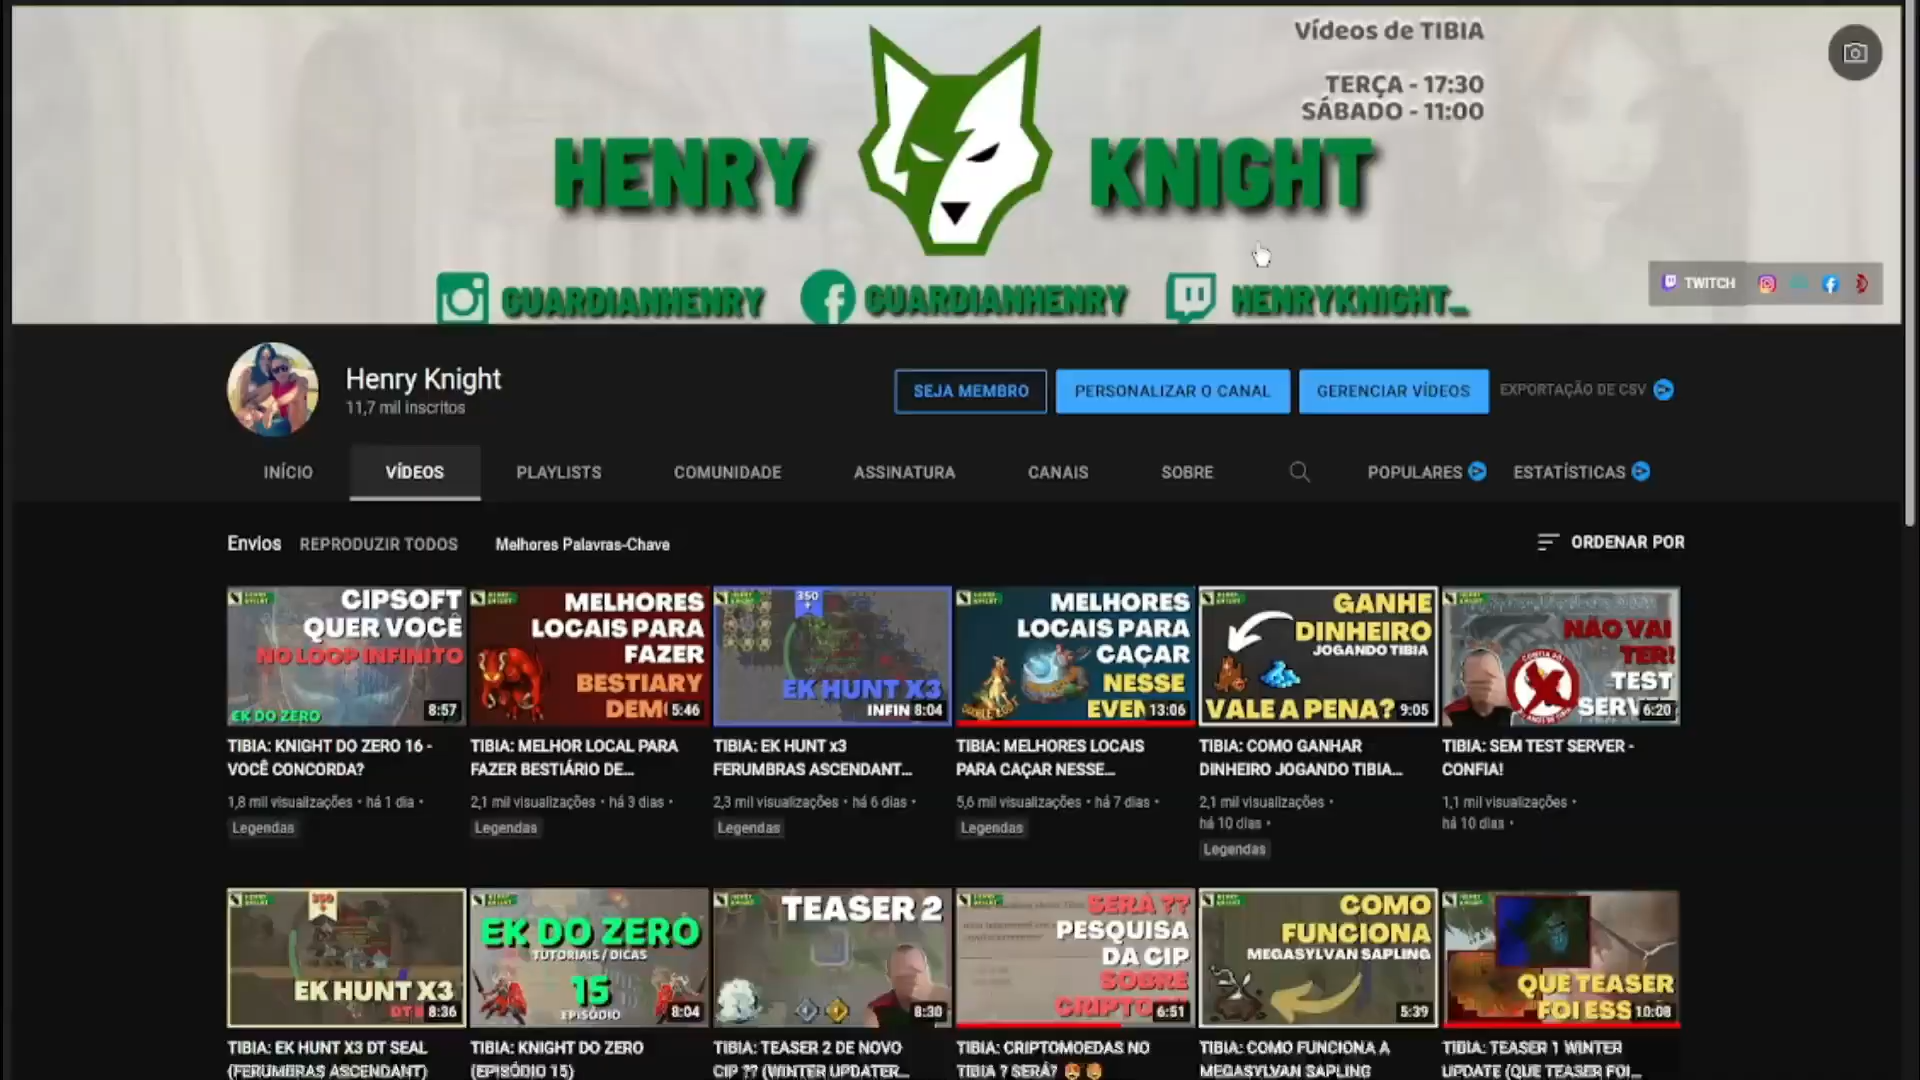 Vídeos de TIBIA
TERÇA - 17:30
SÁBADO - 11:00
HENRY KNIGHT
GUARDIANHENRY GUARDIANHENRY HENRYKNIGHT_
TWITCH
Henry Knight
11,7 mil inscritos
SEJA MEMBRO PERSONALIZAR O CANAL GERENCIAR VÍDEOS EXPORTAÇÃO DE CSV
INÍCIO VÍDEOS PLAYLISTS COMUNIDADE ASSINATURA CANAIS SOBRE POPULARES ESTATÍSTICAS
Envios REPRODUZIR TODOS Melhores Palavras-Chave ORDENAR POR
CIPSOFT
QUER VOCÊ
NO LOOP INFINITO
EK DO ZERO
8:57
MELHORES
LOCAIS PARA
FAZER
BESTIARY
5:46
350
+
EK HUNT X3
INFIN 8:04
MELHORES
LOCAIS PARA
CAÇAR
NESSE
EVEN 13:06
GANHE
DINHEIRO
JOGANDO TIBIA
VALE A PENA? 9:05
NÃO VAI
TER!
TEST
SERV 6:20
TIBIA: KNIGHT DO ZERO 16 -
VOCÊ CONCORDA?
1,8 mil visualizações • há 1 dia •
Legendas
TIBIA: MELHOR LOCAL PARA
FAZER BESTIÁRIO DE...
2,1 mil visualizações • há 3 dias •
Legendas
TIBIA: EK HUNT x3
FERUMBRAS ASCENDANT...
2,3 mil visualizações • há 6 dias •
Legendas
TIBIA: MELHORES LOCAIS
PARA CAÇAR NESSE...
5,6 mil visualizações • há 7 dias •
Legendas
TIBIA: COMO GANHAR
DINHEIRO JOGANDO TIBIA...
2,1 mil visualizações •
há 10 dias •
Legendas
TIBIA: SEM TEST SERVER -
CONFIA!
1,1 mil visualizações •
há 10 dias •
EK HUNT X3
8:36
EK DO ZERO
TUTORIAIS / DICAS
15
EPISÓDIO
8:04
TEASER 2
8:30
SERÁ ??
PESQUISA
DA CIP
SOBRE
CRIPTO
6:51
COMO
FUNCIONA
MEGASYLVAN SAPLING
5:39
QUE TEASER
FOI ESS 10:08
TIBIA: EK HUNT X3 DT SEAL
(FERUMBRAS ASCENDANT)
TIBIA: KNIGHT DO ZERO
(EPISÓDIO 15)
TIBIA: TEASER 2 DE NOVO
CIP ?? (WINTER UPDATER...
TIBIA: CRIPTOMOEDAS NO
TIBIA ? SERÁ?
TIBIA: COMO FUNCIONA A
MEGASYLVAN SAPLING
TIBIA: TEASER 1 WINTER
UPDATE (QUE TEASER FOI...